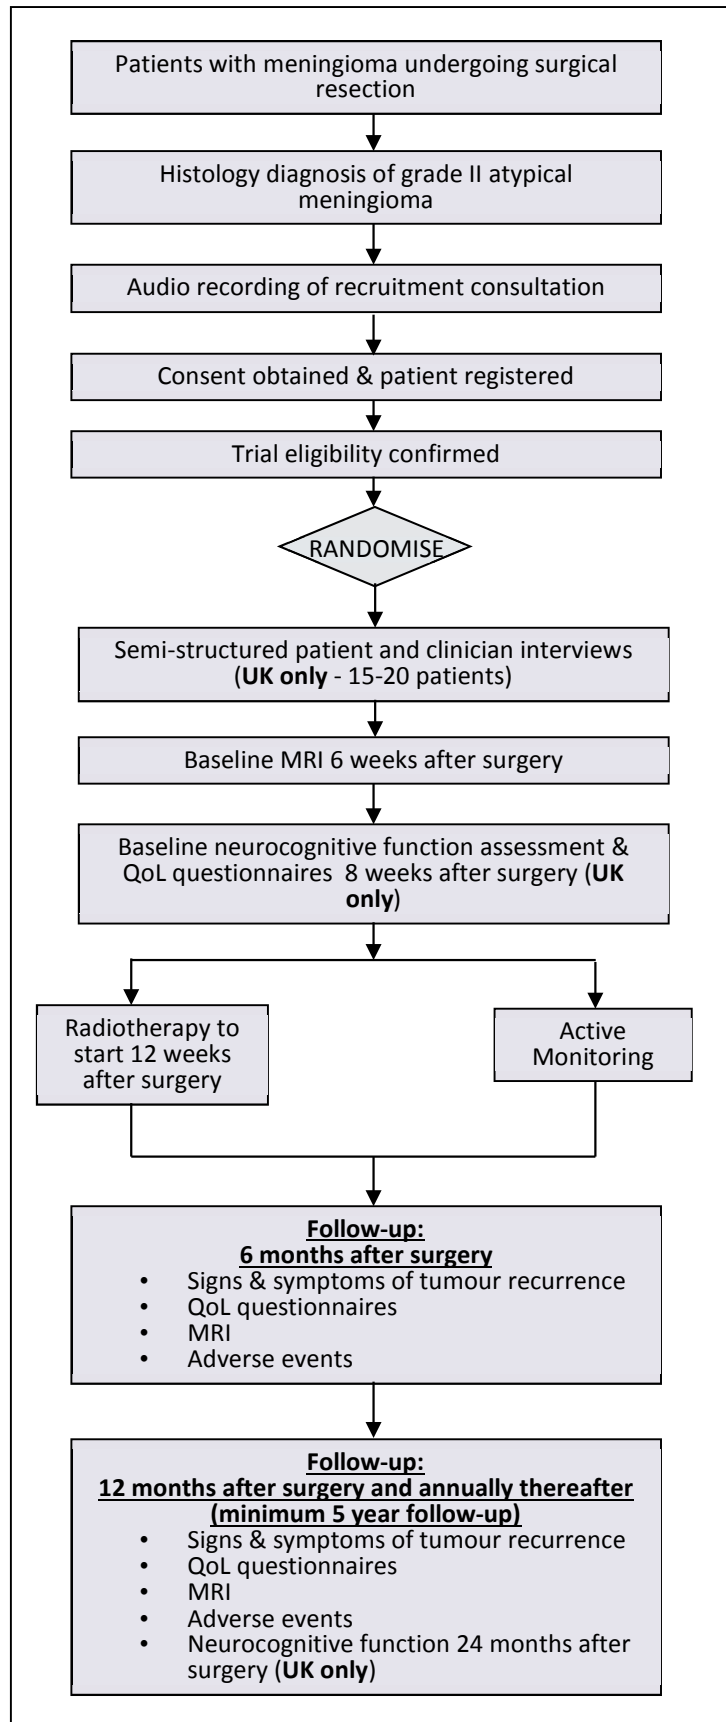 Patients with meningioma undergoing surgical
resection
Histology diagnosis of grade II atypical
meningioma
Audio recording of recruitment consultation
Consent obtained & patient registered
Trial eligibility confirmed
RANDOMISE
Semi-structured patient and clinician interviews
(UK only - 15-20 patients)
Baseline MRI 6 weeks after surgery
Baseline neurocognitive function assessment &
QoL questionnaires 8 weeks after surgery (UK
only)
Radiotherapy to
start 12 weeks
after surgery
Active
Monitoring
Follow-up:
6 months after surgery
• Signs & symptoms of tumour recurrence
• QoL questionnaires
• MRI
• Adverse events
Follow-up:
12 months after surgery and annually thereafter
(minimum 5 year follow-up)
• Signs & symptoms of tumour recurrence
• QoL questionnaires
• MRI
• Adverse events
• Neurocognitive function 24 months after
surgery (UK only)